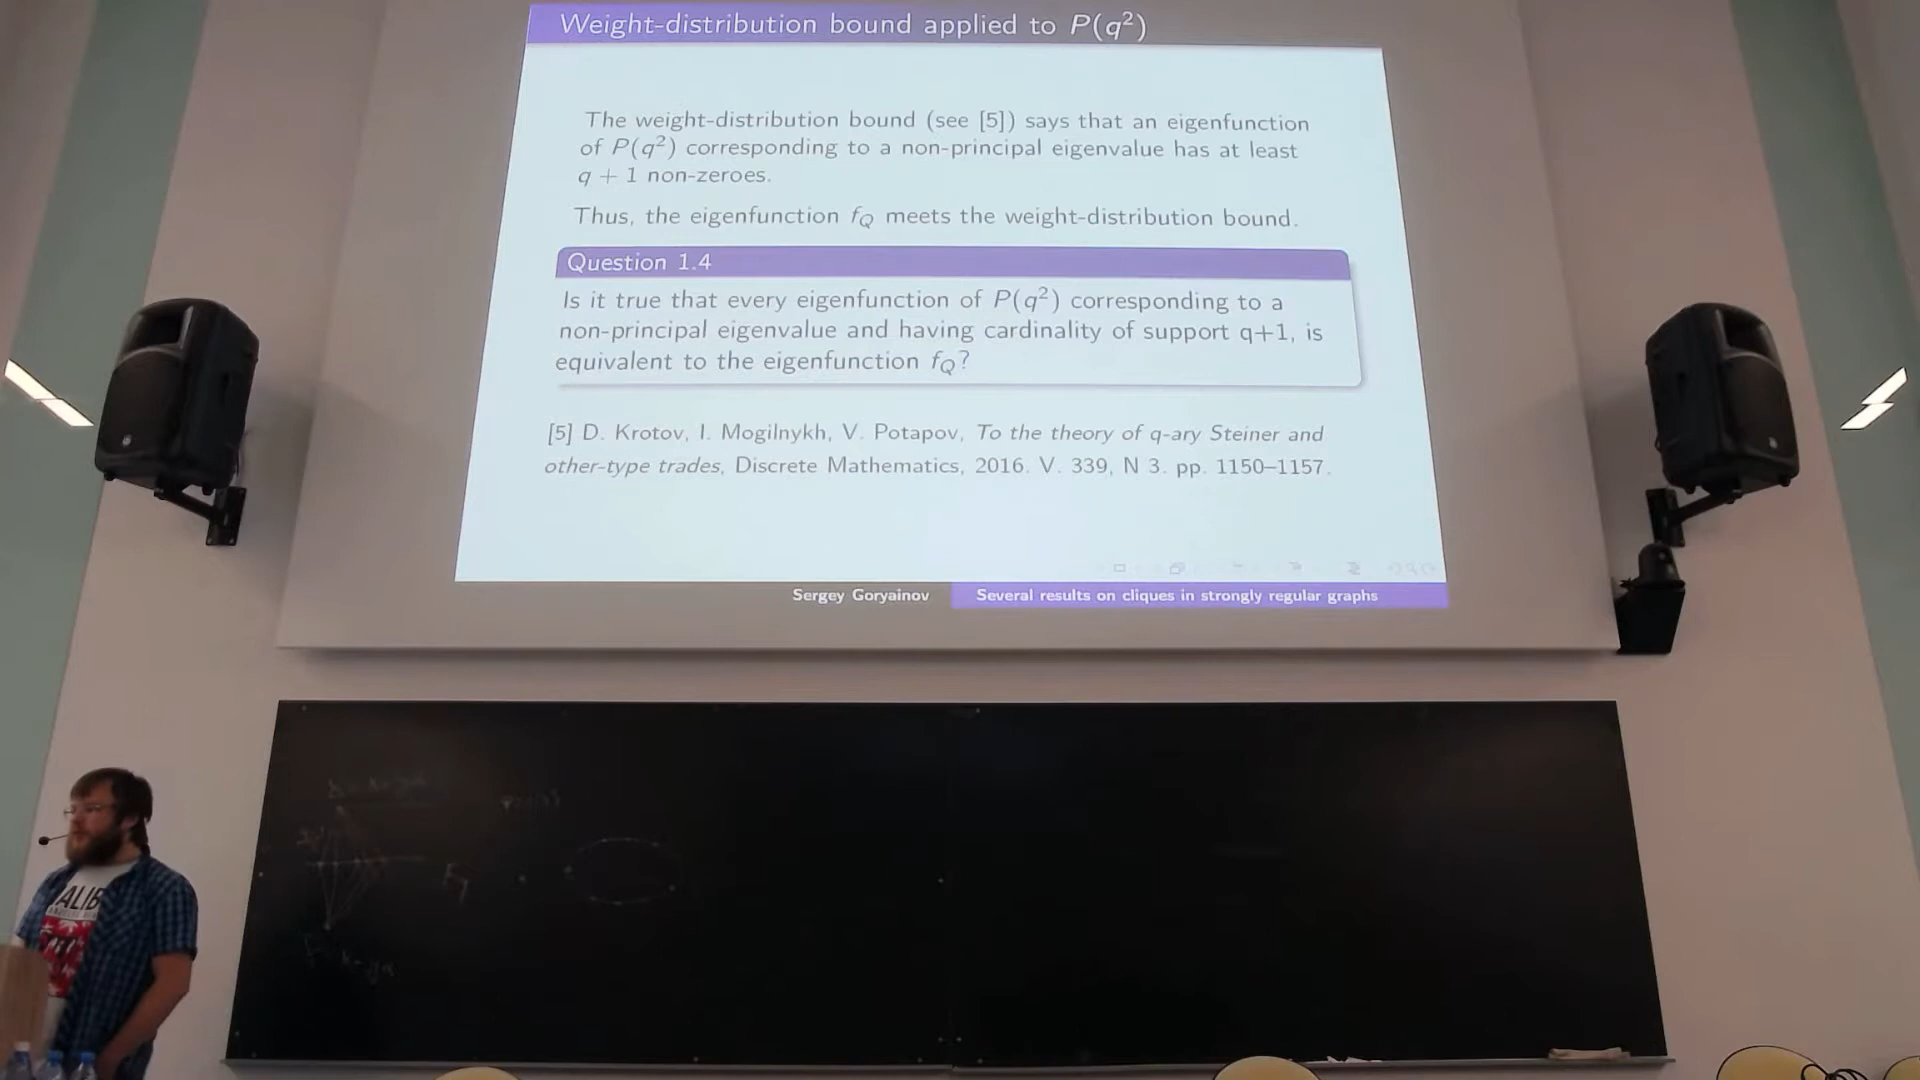 Weight-distribution bound applied to P(q²)
The weight-distribution bound (see [5]) says that an eigenfunction
of P(q²) corresponding to a non-principal eigenvalue has at least
q + 1 non-zeroes.
Thus, the eigenfunction f_Q meets the weight-distribution bound.
Question 1.4
Is it true that every eigenfunction of P(q²) corresponding to a
non-principal eigenvalue and having cardinality of support q+1, is
equivalent to the eigenfunction f_Q?
[5] D. Krotov, I. Mogilnykh, V. Potapov, To the theory of q-ary Steiner and
other-type trades, Discrete Mathematics, 2016. V. 339, N 3. pp. 1150–1157.
Sergey Goryainov
Several results on cliques in strongly regular graphs